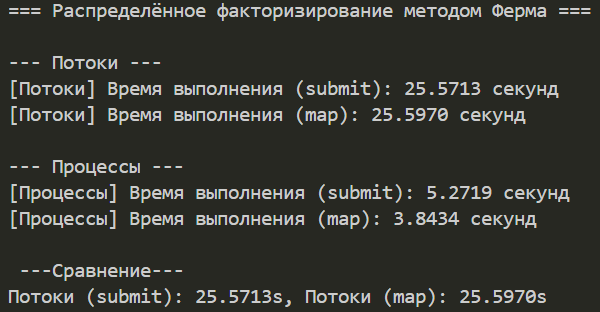 === Распределённое факторизирование методом Ферма ===
--- Потоки ---
[Потоки] Время выполнения (submit): 25.5713 секунд
[Потоки] Время выполнения (map): 25.5970 секунд
--- Процессы ---
[Процессы] Время выполнения (submit): 5.2719 секунд
[Процессы] Время выполнения (map): 3.8434 секунд
---Сравнение---
Потоки (submit): 25.5713s, Потоки (map): 25.5970s